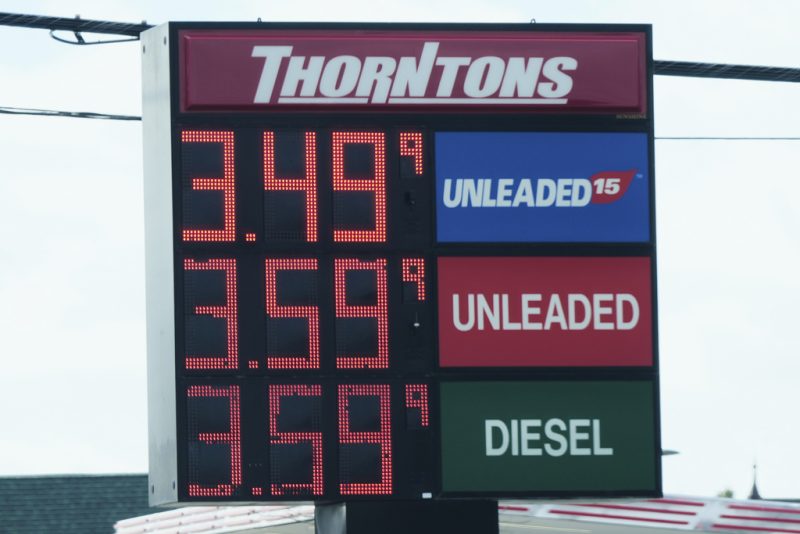 THORNTONS
3.49 9 UNLEADED15
3.59 9 UNLEADED
3.59 9 DIESEL